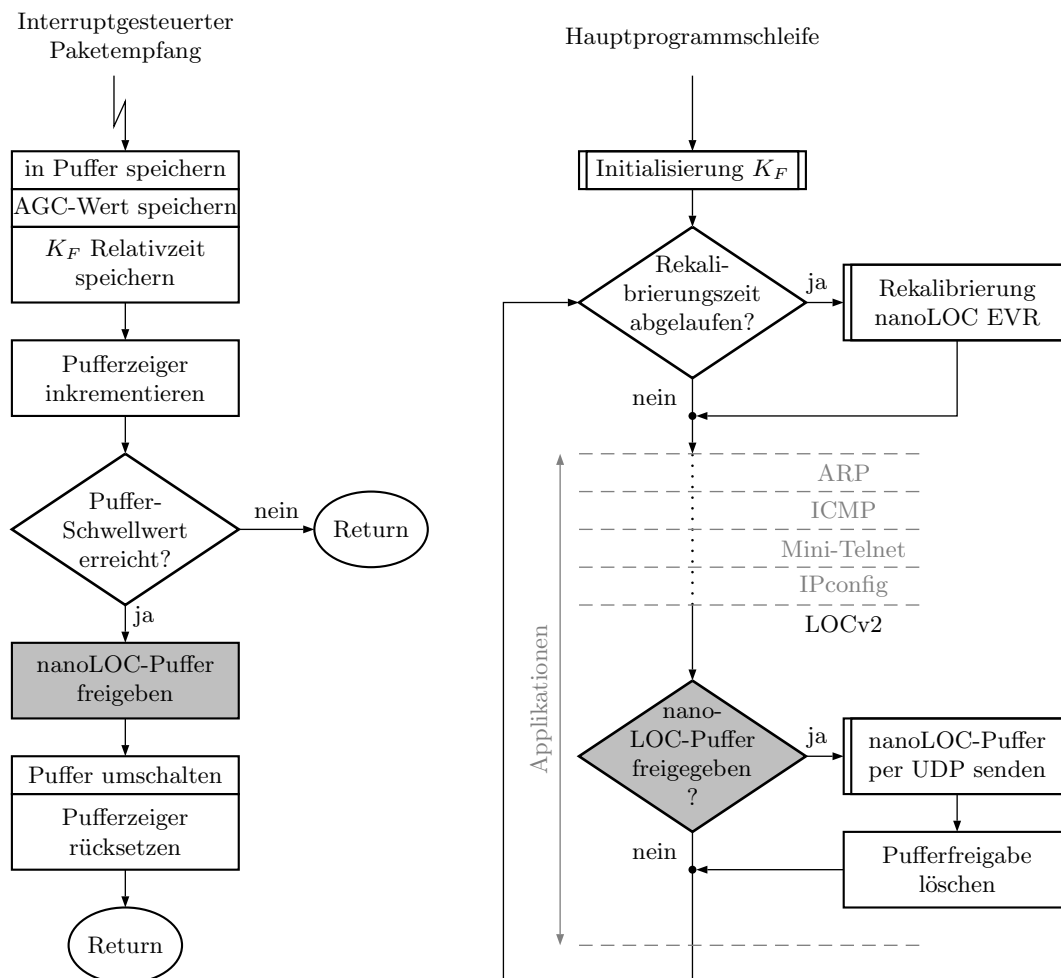 Interruptgesteuerter
Paketempfang
in Puffer speichern
AGC-Wert speichern
K_F Relativzeit
speichern
Pufferzeiger
inkrementieren
Puffer-
Schwellwert
erreicht?
nein
Return
ja
nanoLOC-Puffer
freigeben
Puffer umschalten
Pufferzeiger
rücksetzen
Return
Hauptprogrammschleife
Initialisierung K_F
Rekali-
brierungszeit
abgelaufen?
ja
Rekalibrierung
nanoLOC EVR
nein
Applikationen
ARP
ICMP
Mini-Telnet
IPconfig
LOCv2
nano-
LOC-Puffer
freigegeben
?
ja
nanoLOC-Puffer
per UDP senden
nein
Pufferfreigabe
löschen